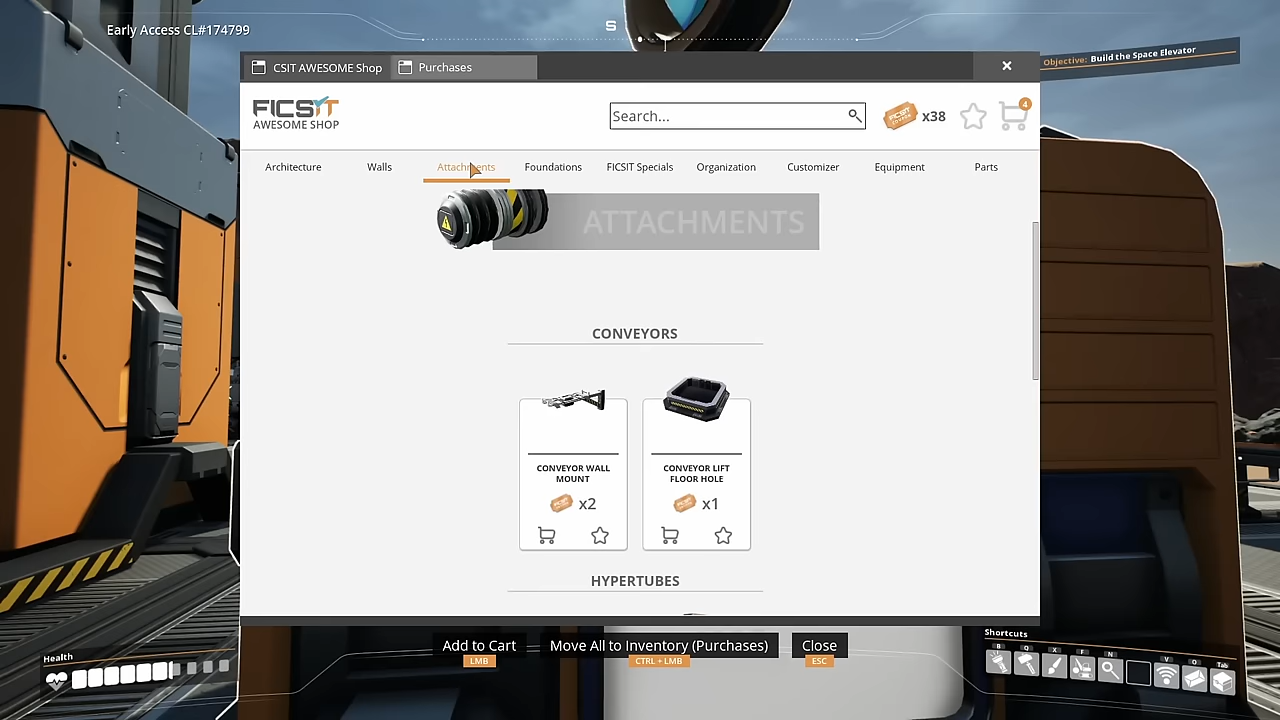 Early Access CL#174799
S
Objective: Build the Space Elevator
CSIT AWESOME Shop
Purchases
×
FICSIT
AWESOME SHOP
Search...
x38
4
Architecture
Walls
Attachments
Foundations
FICSIT Specials
Organization
Customizer
Equipment
Parts
ATTACHMENTS
CONVEYORS
CONVEYOR WALL
MOUNT
x2
CONVEYOR LIFT
FLOOR HOLE
x1
HYPERTUBES
Add to Cart
LMB
Move All to Inventory (Purchases)
CTRL + LMB
Close
ESC
Health
Shortcuts
B
Q
X
F
N
V
O
Tab